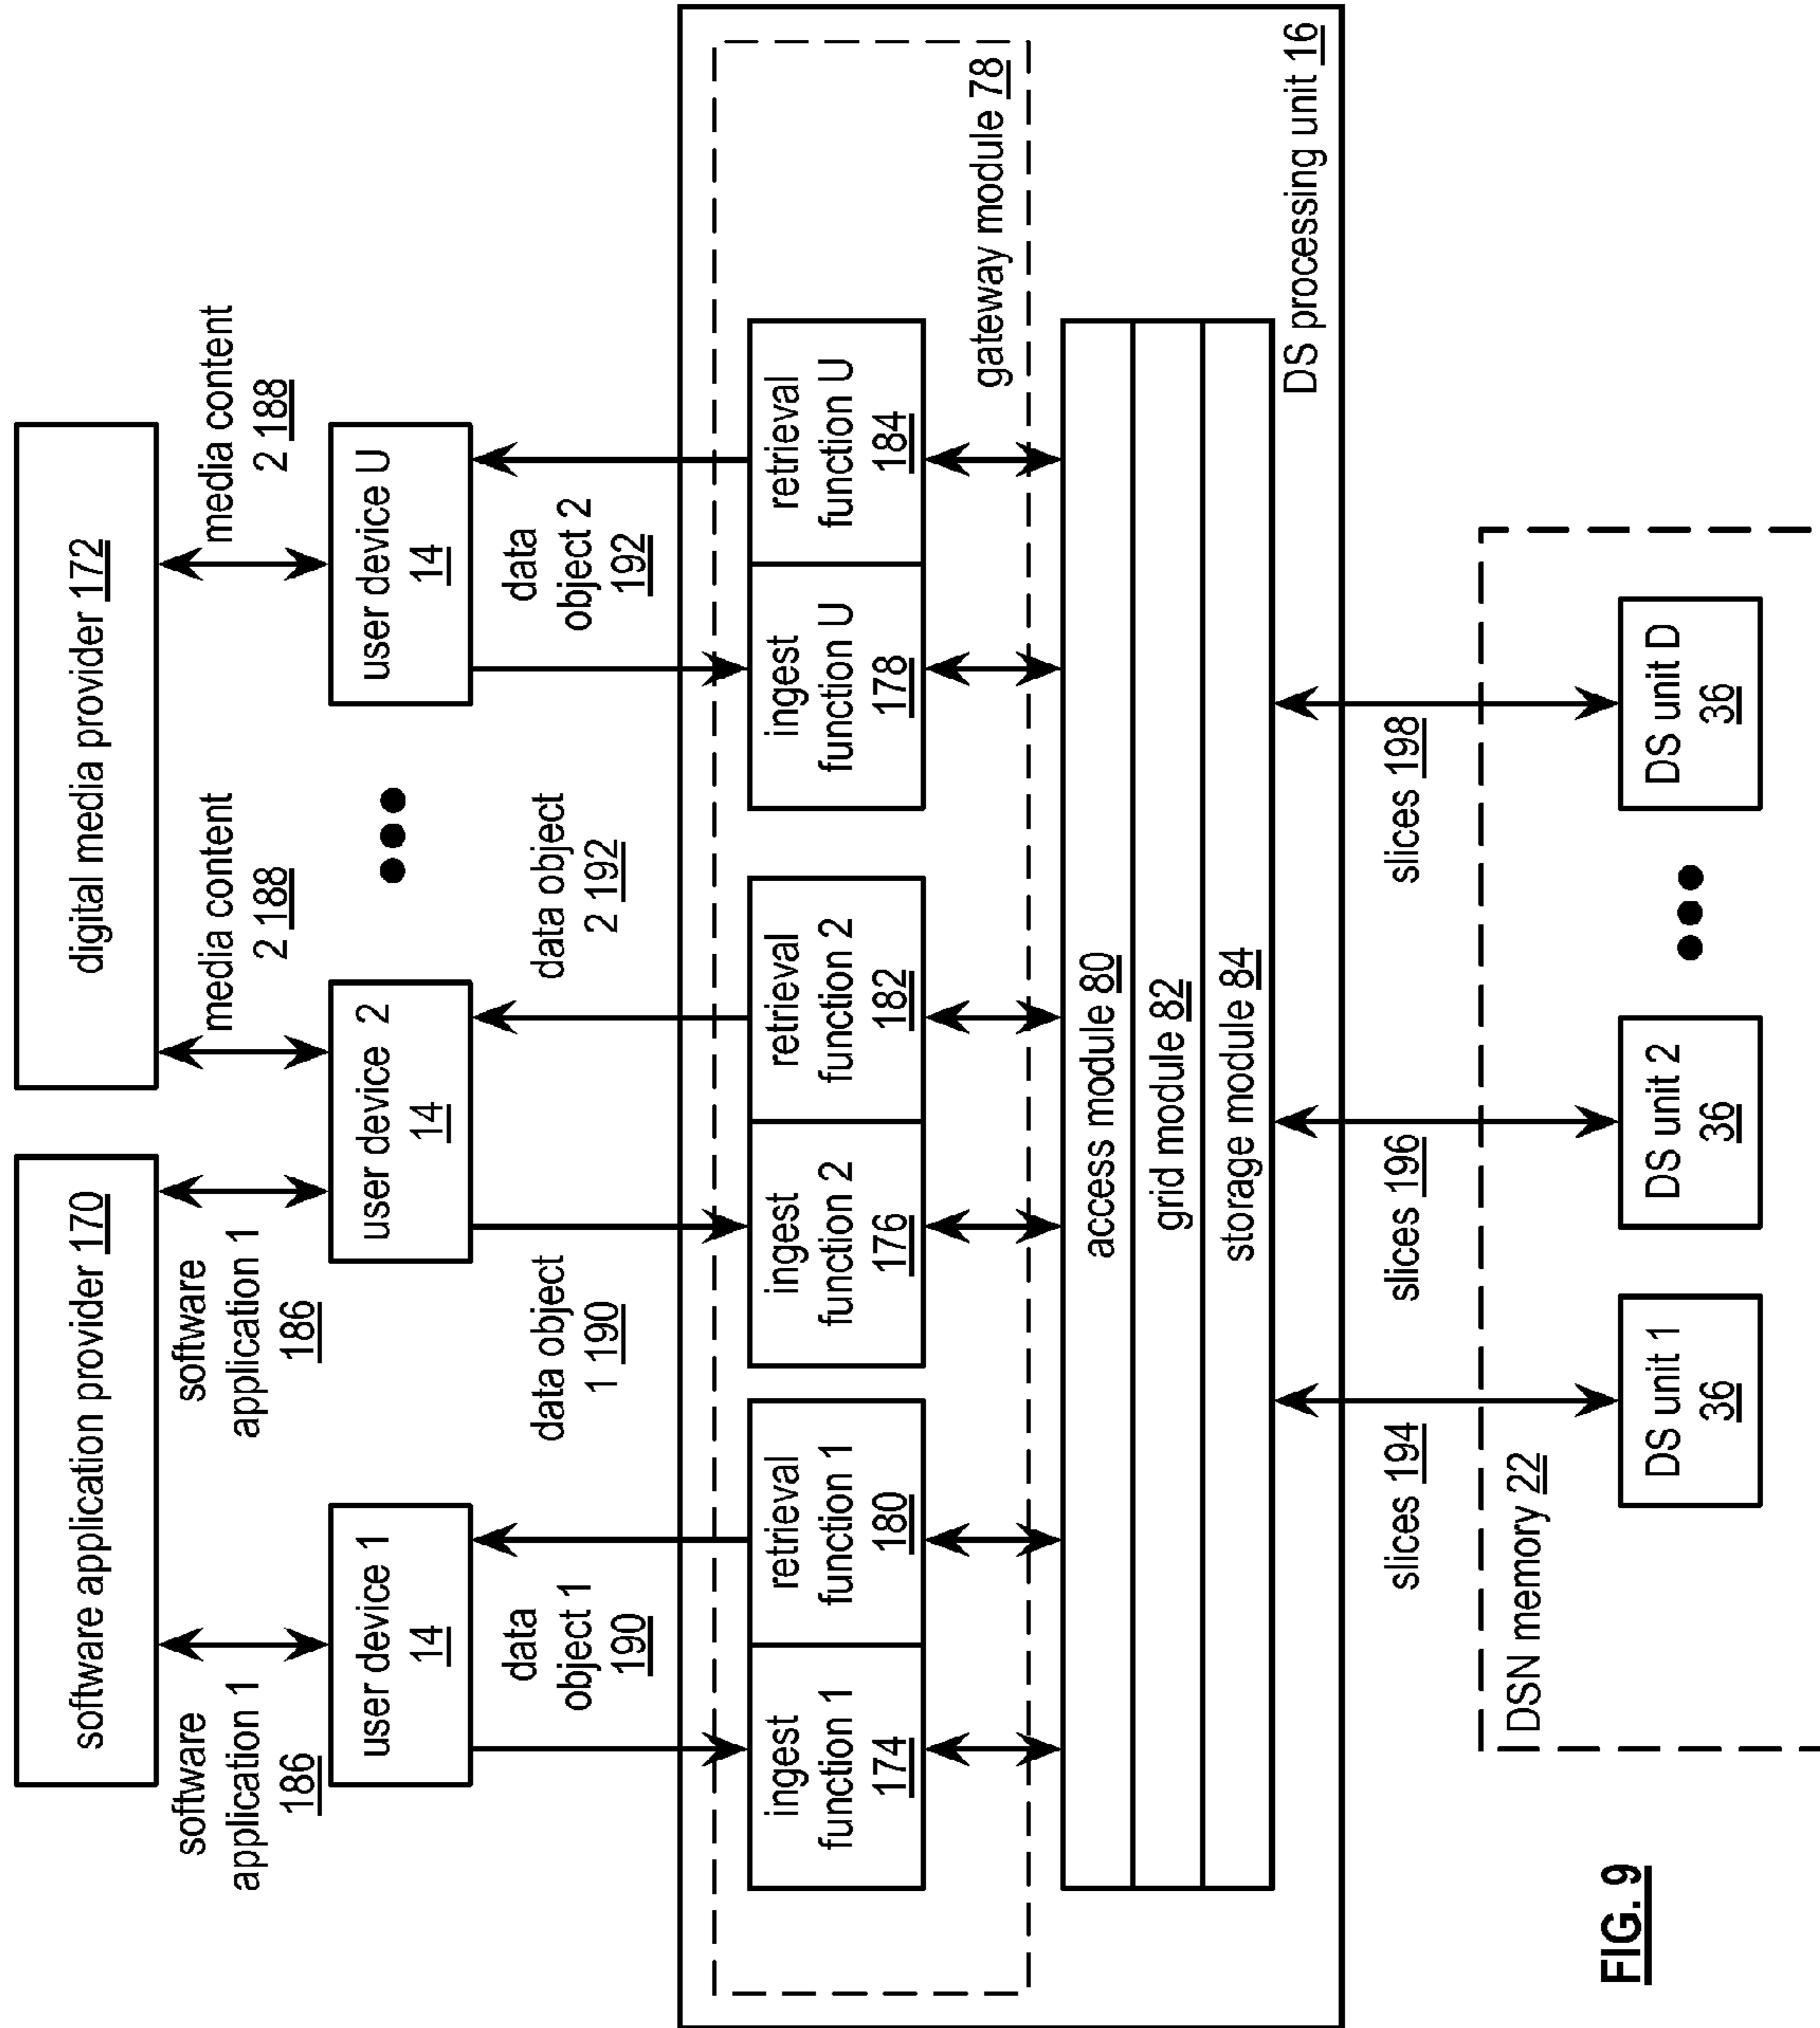 software application provider 170
digital media provider 172
software
application 1
186
software
application 1
186
media content
2 188
media content
2 188
user device 1
14
user device 2
14
user device U
14
data
object 1
190
data object
1 190
data object
2 192
data
object 2
192
ingest
function 1
174
retrieval
function 1
180
ingest
function 2
176
retrieval
function 2
182
ingest
function U
178
retrieval
function U
184
gateway module 78
access module 80
grid module 82
storage module 84
DS processing unit 16
slices 194
slices 196
slices 198
DSN memory 22
DS unit 1
36
DS unit 2
36
DS unit D
36
FIG. 9